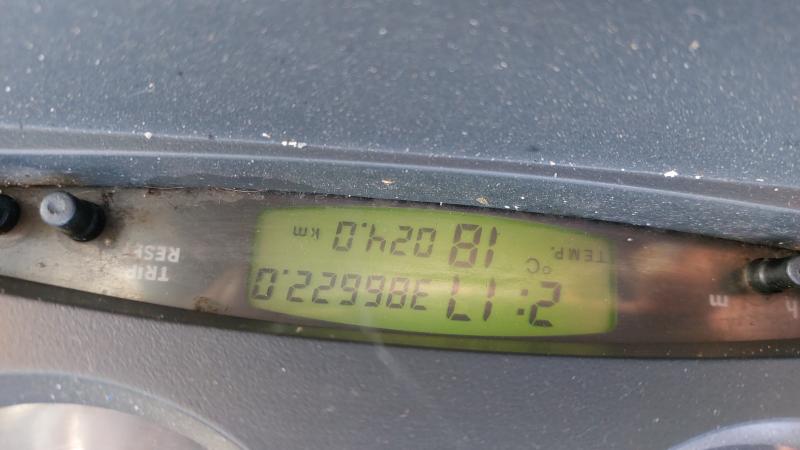 h m
2:17 386622.0
TEMP. °C 18 024.0 km
TRIP
RESET